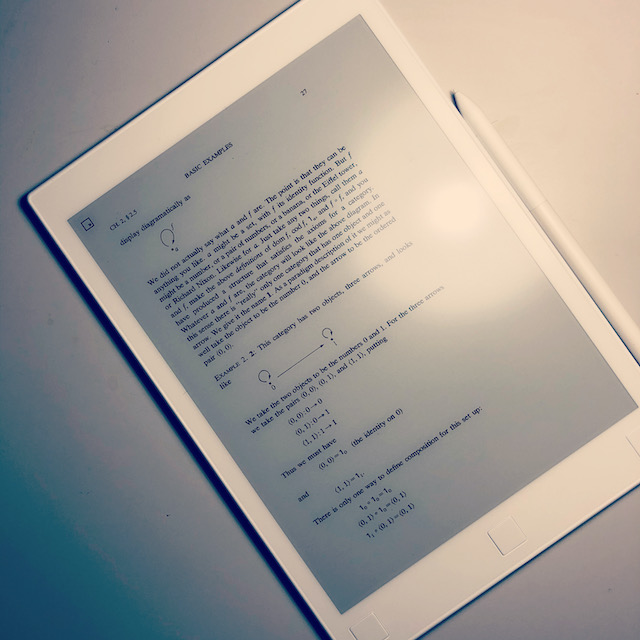 27
BASIC EXAMPLES
CH. 2, § 2.5
display diagramatically as
a
We did not actually say what a and f are. The point is that they can be
anything you like. a might be a set with f its identity function. But f
might be a number, or a pair of numbers, or a banana, or the Eiffel tower,
or Richard Nixon. Likewise for a. Just take any two things, call them a
and f, make the above definition of dom f, cod f, 1a and f ∘ f, and you
have produced a structure that satisfies the axioms for a category.
Whatever a and f are, the category will look like the above diagram. In
this sense there is "really" only one category that has one object and one
arrow. We give it the name 1. As a paradigm description of it we might as
well take the object to be the number 0, and the arrow to be the ordered
pair (0, 0).
EXAMPLE 2. 2: This category has two objects, three arrows, and looks
like
0 1
We take the two objects to be the numbers 0 and 1. For the three arrows
we take the pairs (0, 0), (0, 1), and (1, 1), putting
(0, 0): 0 → 0
(0, 1): 0 → 1
(1, 1): 1 → 1
Thus we must have
(0, 0) = 1₀ (the identity on 0)
and (1, 1) = 1₁
There is only one way to define composition for this set up:
1₀ ∘ 1₀ = 1₀
(0, 1) ∘ 1₀ = (0, 1)
1₁ ∘ (0, 1) = (0, 1)